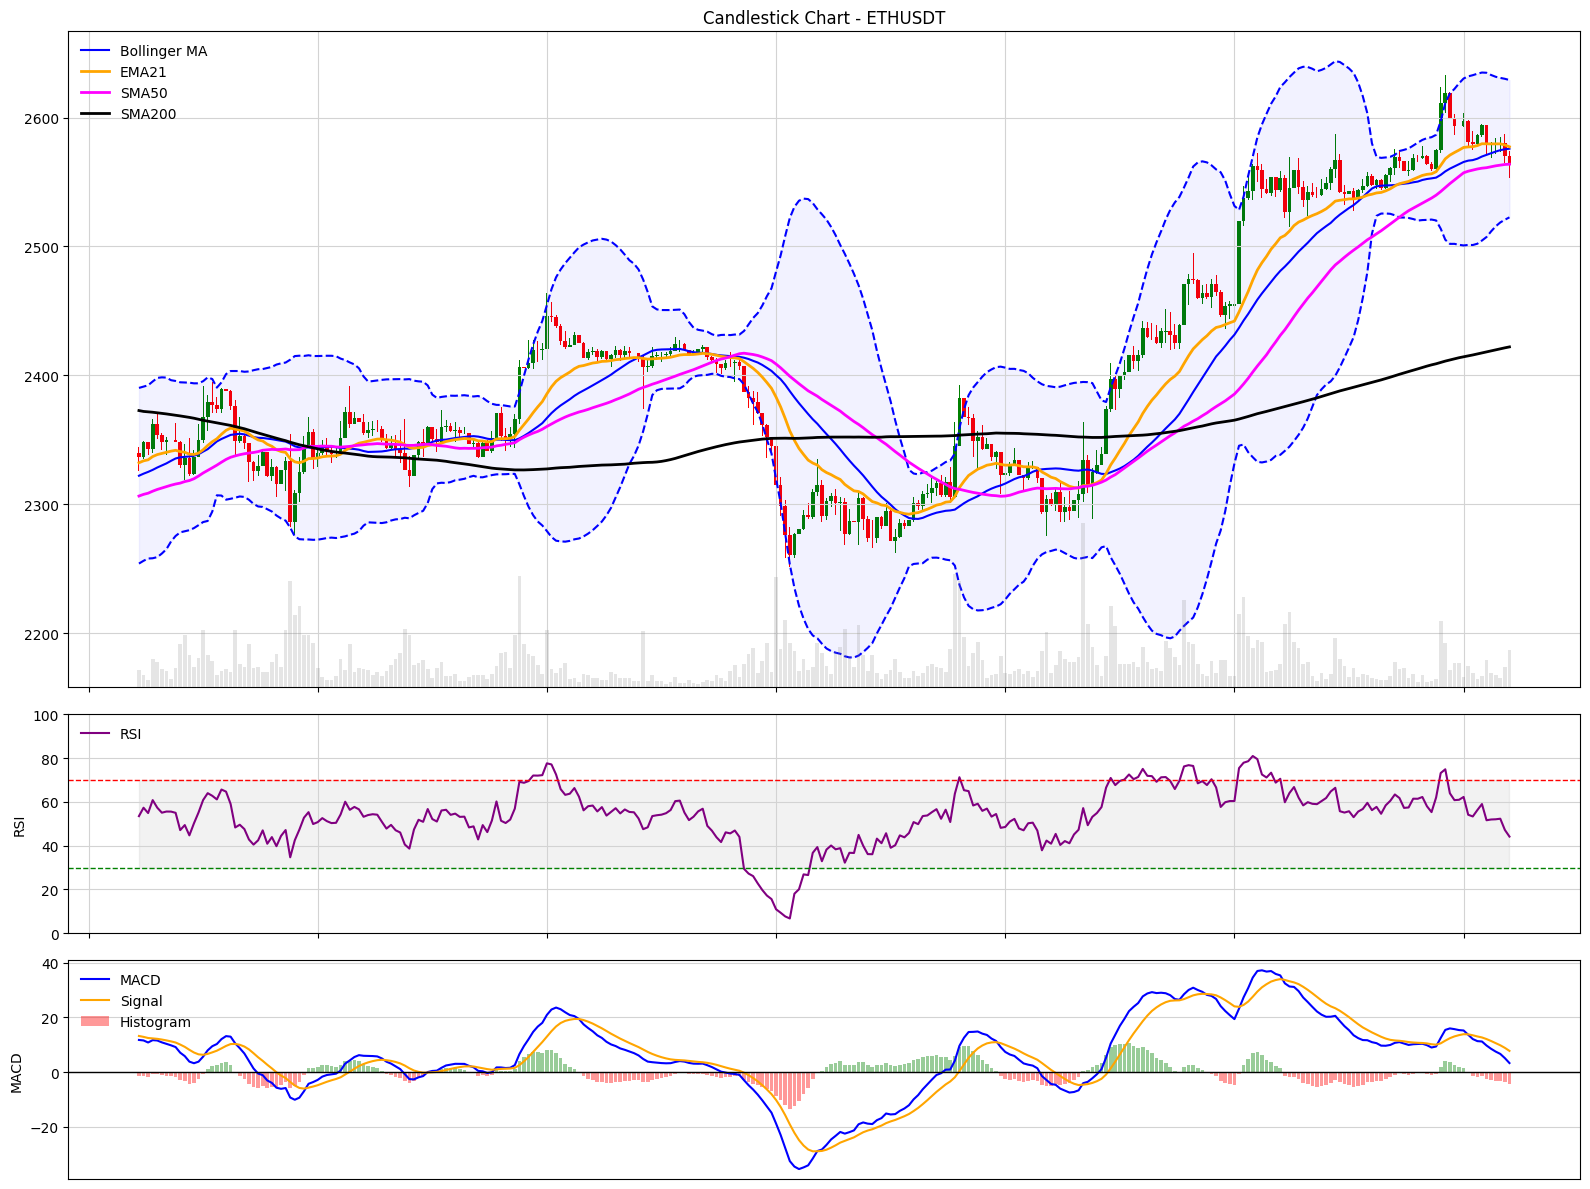 Candlestick Chart - ETHUSDT
Bollinger MA
EMA21
SMA50
SMA200
2600
2500
2400
2300
2200
100
RSI
80
60
RSI
40
20
0
40
MACD
Signal
20
Histogram
0
MACD
−20